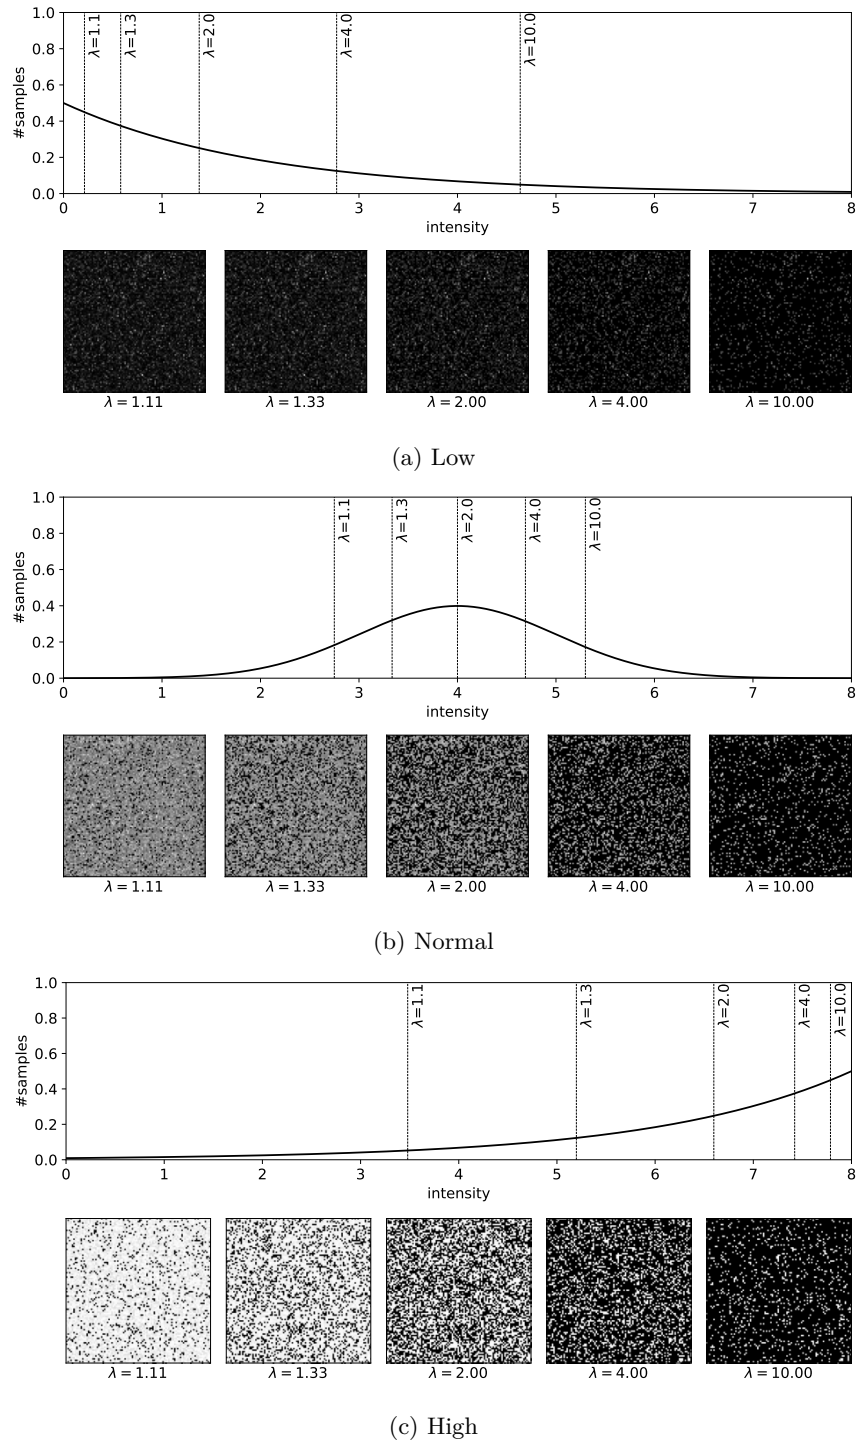 1.0
0.8
0.6
0.4
0.2
0.0
#samples
λ=1.1
λ=1.3
λ=2.0
λ=4.0
λ=10.0
0 1 2 3 4 5 6 7 8
intensity
λ = 1.11 λ = 1.33 λ = 2.00 λ = 4.00 λ = 10.00
(a) Low
1.0
0.8
0.6
0.4
0.2
0.0
#samples
λ=1.1
λ=1.3
λ=2.0
λ=4.0
λ=10.0
0 1 2 3 4 5 6 7 8
intensity
λ = 1.11 λ = 1.33 λ = 2.00 λ = 4.00 λ = 10.00
(b) Normal
1.0
0.8
0.6
0.4
0.2
0.0
#samples
λ=1.1
λ=1.3
λ=2.0
λ=4.0
λ=10.0
0 1 2 3 4 5 6 7 8
intensity
λ = 1.11 λ = 1.33 λ = 2.00 λ = 4.00 λ = 10.00
(c) High